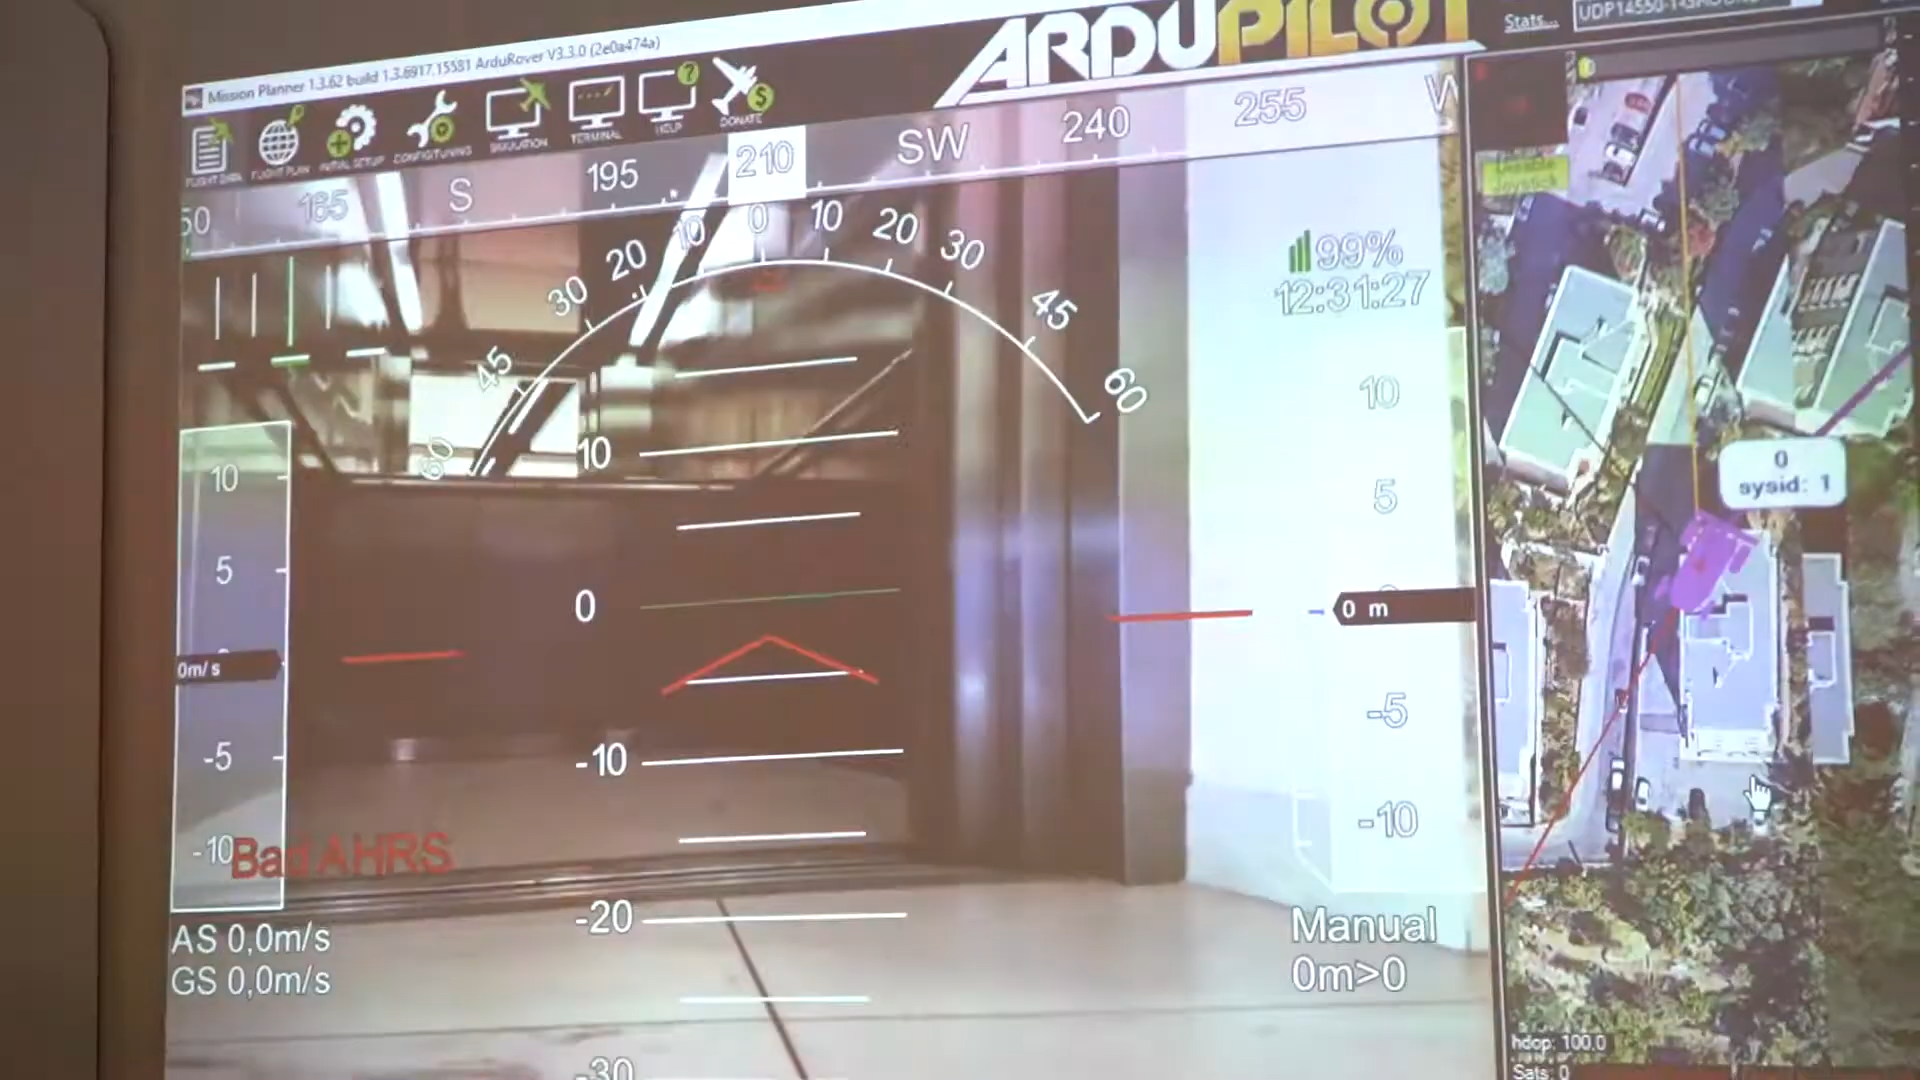 Mission Planner 1.3.62 build 1.3.6917.15581 ArduRover V3.3.0 (2e0a474a)
ARDUPILOT
Stats...
FLIGHT DATA
FLIGHT PLAN
INITIAL SETUP
CONFIG/TUNING
SIMULATION
TERMINAL
HELP
DONATE
50 165 S 195 210 SW 240 255 W
60 45 30 20 10 0 10 20 30 45 60
99%
12:31:27
Disable
Joystick
10
5
0m/s
-5
-10
10
0
-10
-20
-30
10
5
0 m
-5
-10
0
sysid: 1
Bad AHRS
AS 0,0m/s
GS 0,0m/s
Manual
0m>0
hdop: 100,0
Sats: 0